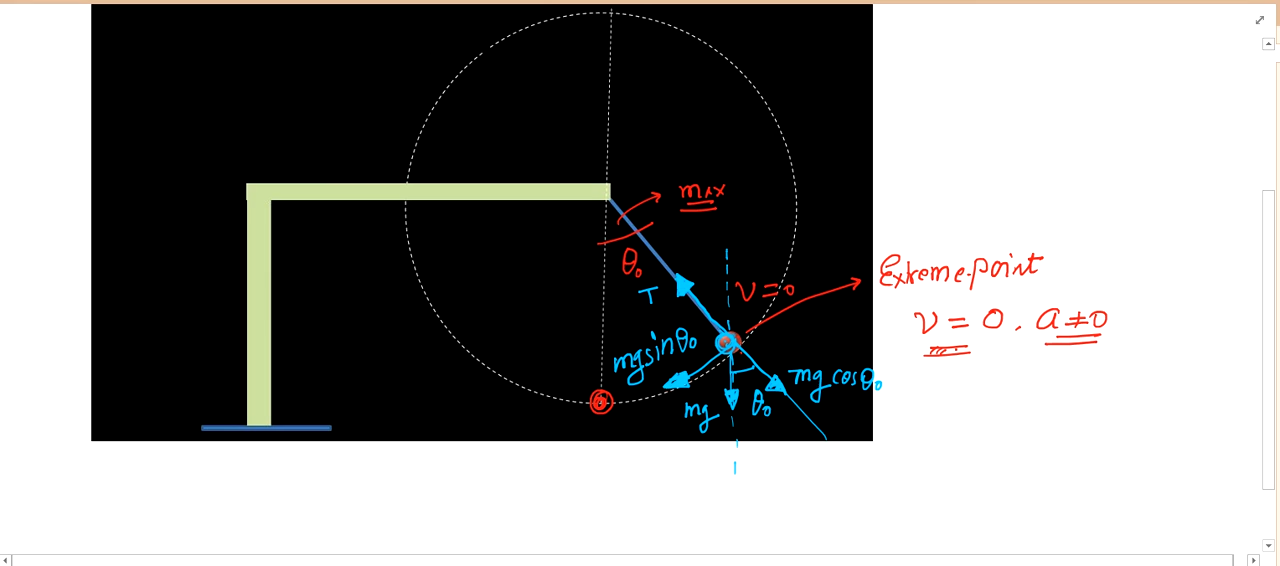 max
θ₀
T
v = 0
Extreme point
v = 0 , a ≠ 0
mg sinθ₀
mg cosθ₀
mg
θ₀